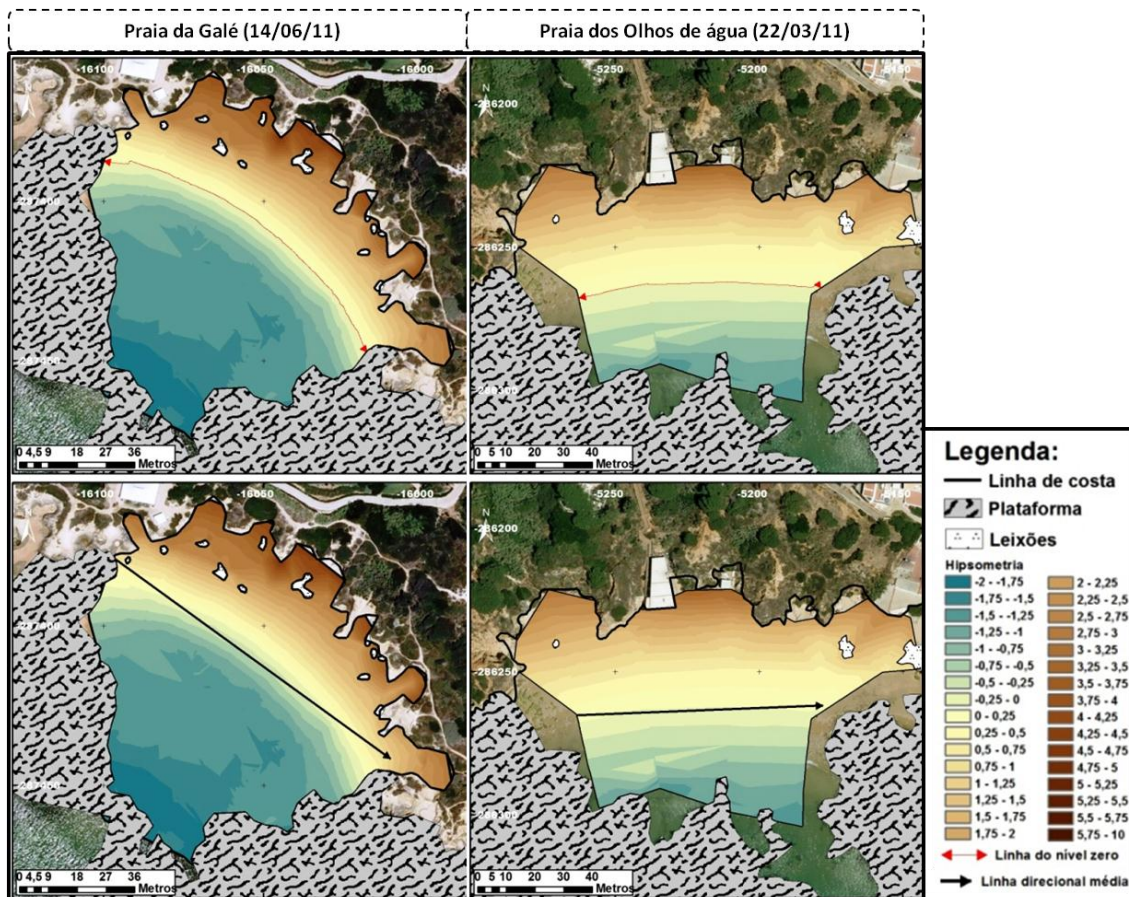 Praia da Galé (14/06/11)
Praia dos Olhos de água (22/03/11)
-16100 -16050 -16000
N
0 4,5 9 18 27 36
Metros
-5250 -5200 -5150
-286200
N
-286250
0 5 10 20 30 40
Metros
-16100 -16050 -16000
N
0 4,5 9 18 27 36
Metros
-5250 -5200 -5150
-286200
N
-286250
0 5 10 20 30 40
Metros
Legenda:
Linha de costa
Plataforma
Leixões
Hipsometria
-2 - -1,75
-1,75 - -1,5
-1,5 - -1,25
-1,25 - -1
-1 - -0,75
-0,75 - -0,5
-0,5 - -0,25
-0,25 - 0
0 - 0,25
0,25 - 0,5
0,5 - 0,75
0,75 - 1
1 - 1,25
1,25 - 1,5
1,5 - 1,75
1,75 - 2
2 - 2,25
2,25 - 2,5
2,5 - 2,75
2,75 - 3
3 - 3,25
3,25 - 3,5
3,5 - 3,75
3,75 - 4
4 - 4,25
4,25 - 4,5
4,5 - 4,75
4,75 - 5
5 - 5,25
5,25 - 5,5
5,5 - 5,75
5,75 - 10
Linha do nível zero
Linha direcional média